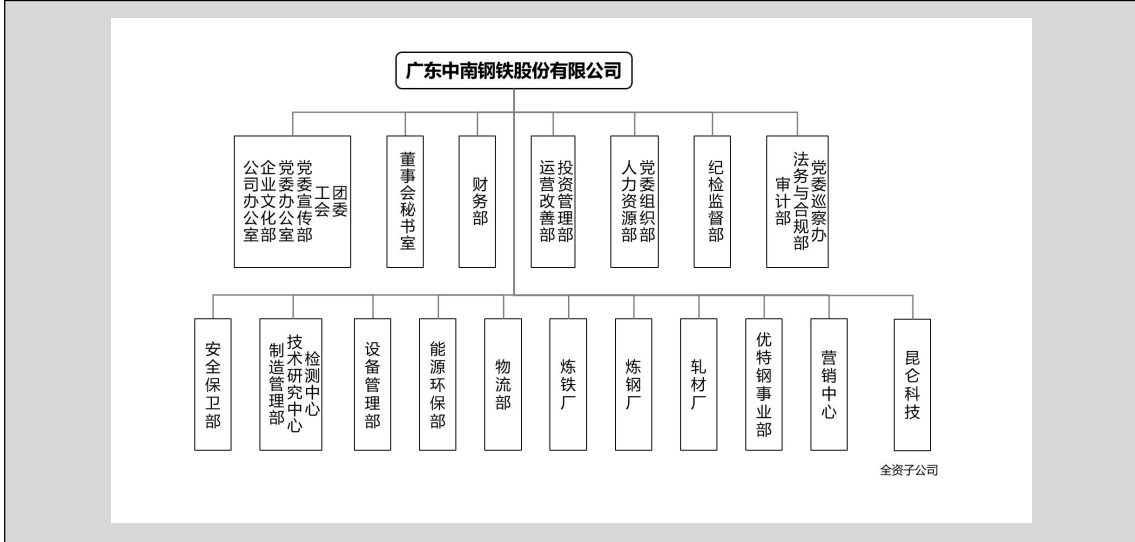 广东中南钢铁股份有限公司
公司办公室
企业文化部
党委办公室
党委宣传部
工会
团委
董事会秘书室
财务部
运营改善部
投资管理部
人力资源部
党委组织部
纪检监督部
审计部
法务与合规部
党委巡察办
安全保卫部
制造管理部
技术研究中心
检测中心
设备管理部
能源环保部
物流部
炼铁厂
炼钢厂
轧材厂
优特钢事业部
营销中心
昆仑科技
全资子公司